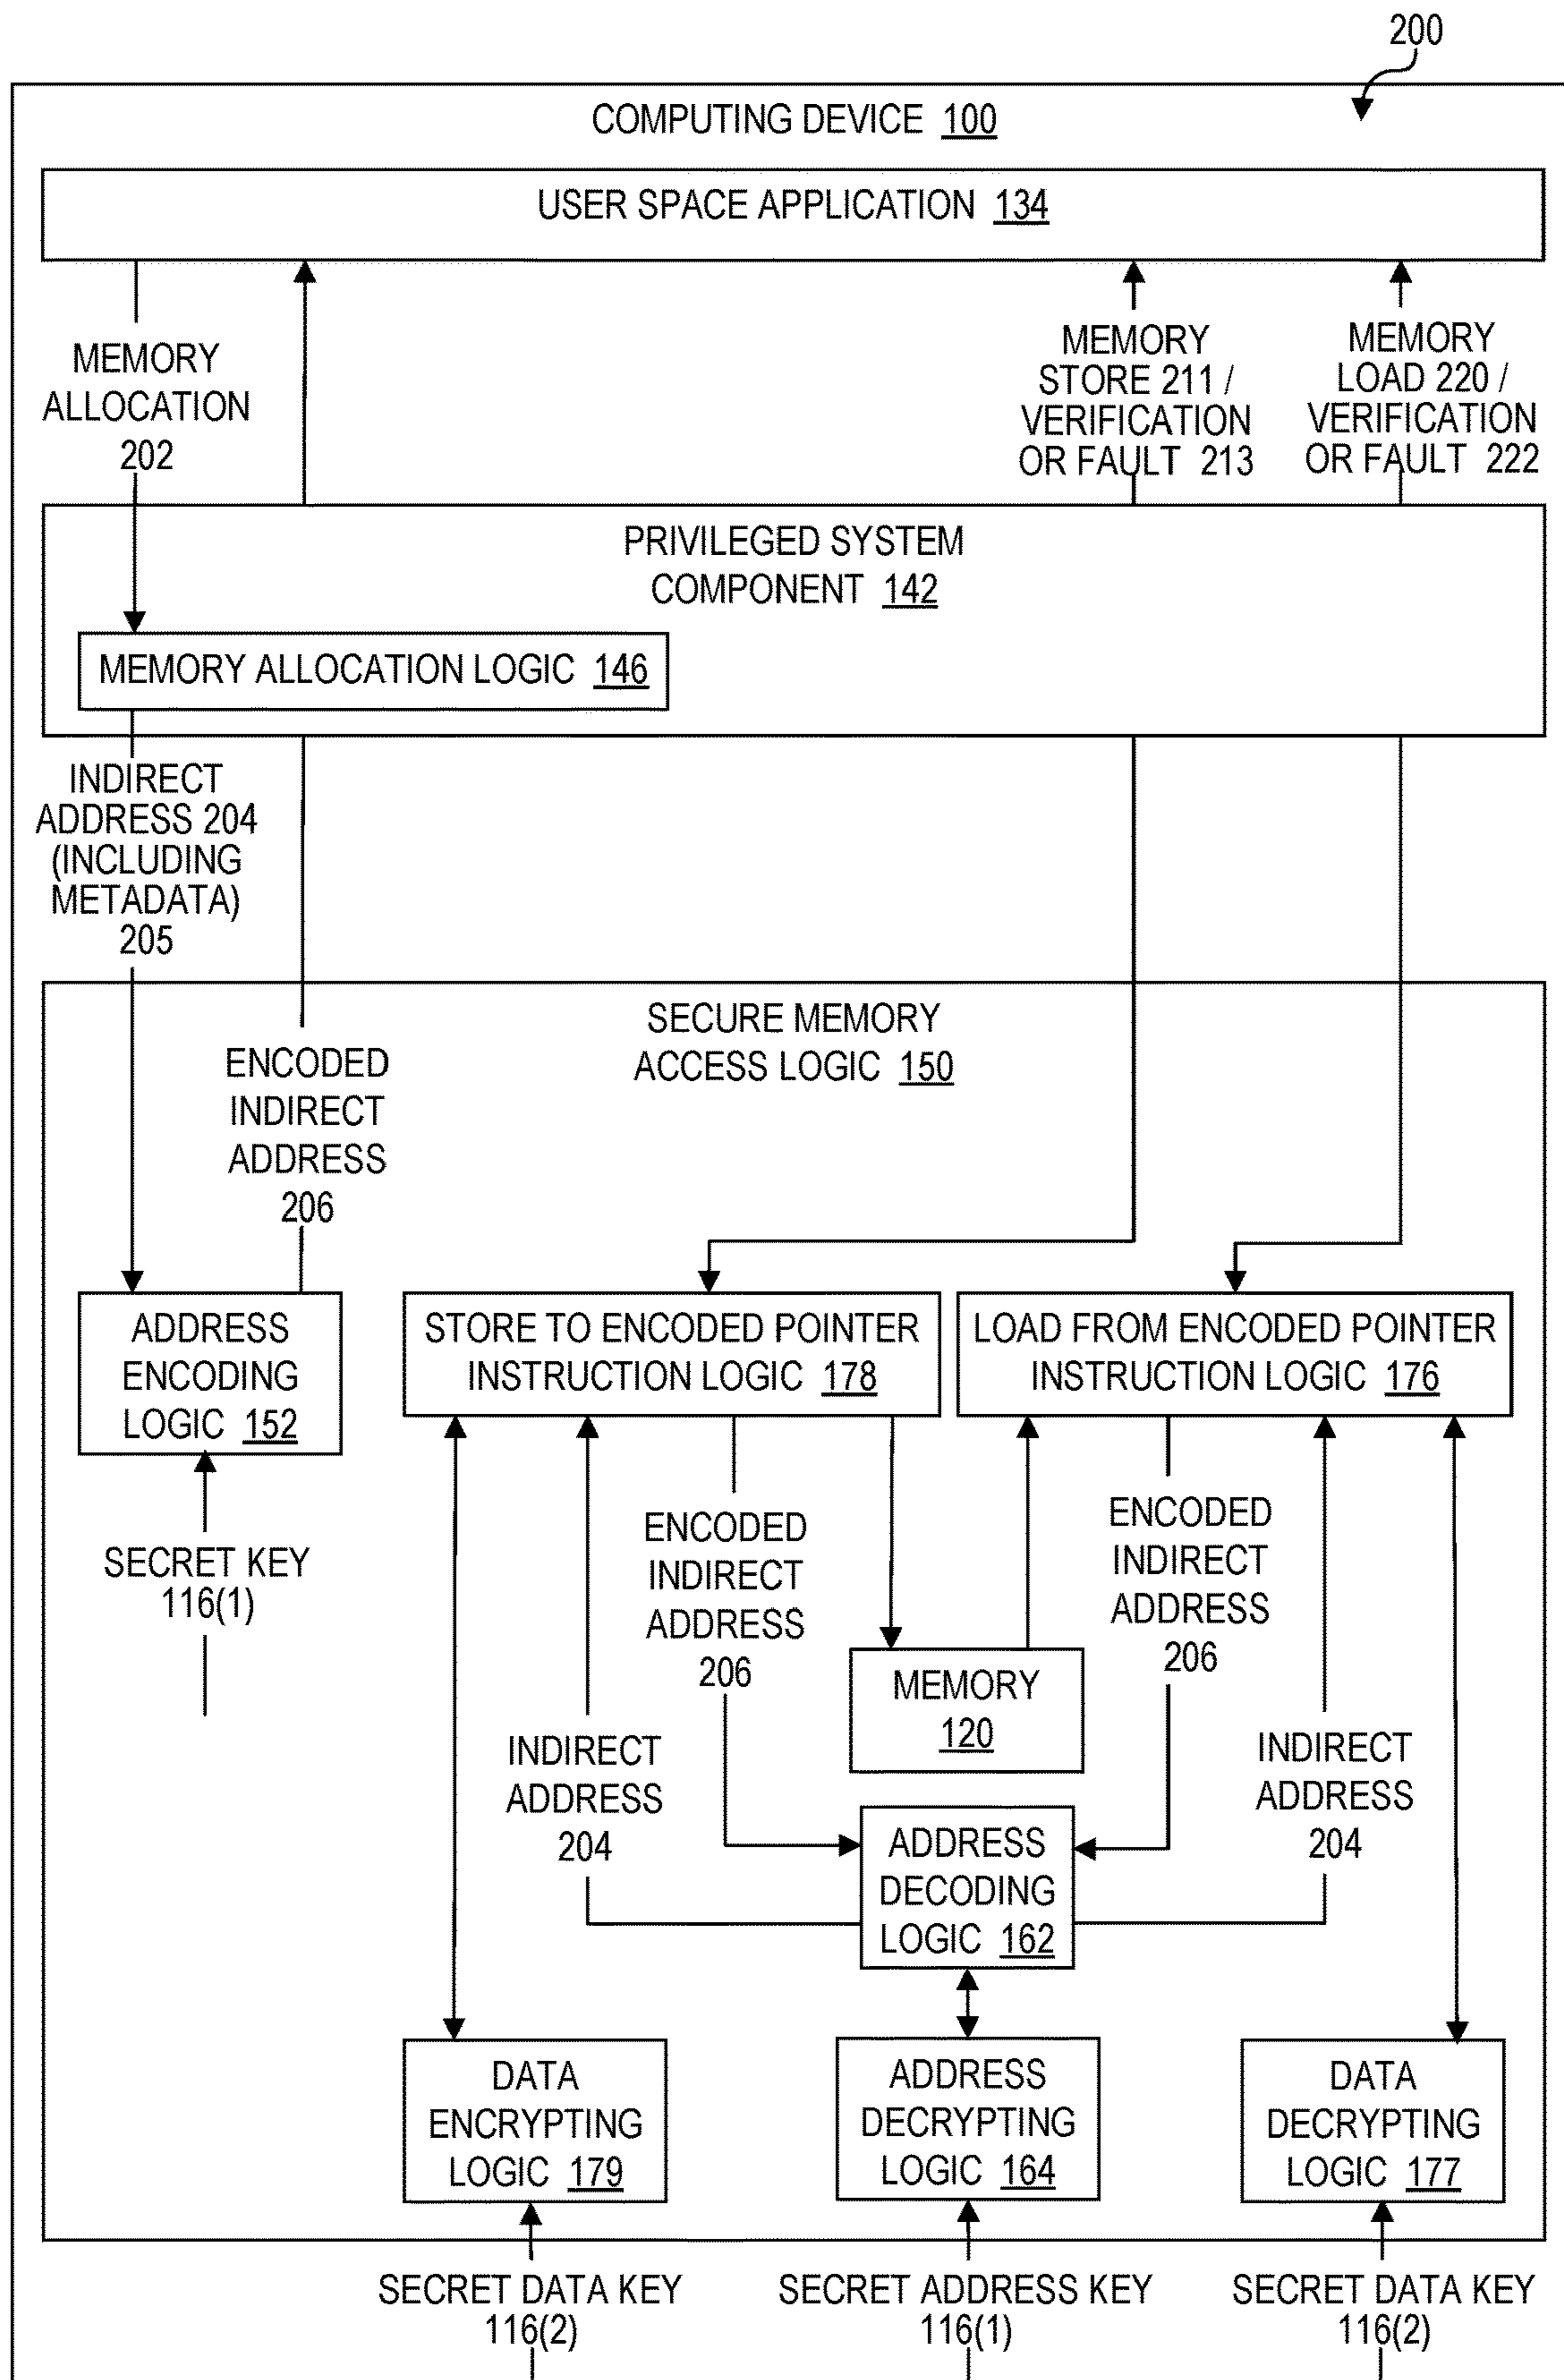 200
COMPUTING DEVICE 100
USER SPACE APPLICATION 134
MEMORY
ALLOCATION
202
MEMORY
STORE 211 /
VERIFICATION
OR FAULT 213
MEMORY
LOAD 220 /
VERIFICATION
OR FAULT 222
PRIVILEGED SYSTEM
COMPONENT 142
MEMORY ALLOCATION LOGIC 146
INDIRECT
ADDRESS 204
(INCLUDING
METADATA)
205
SECURE MEMORY
ACCESS LOGIC 150
ENCODED
INDIRECT
ADDRESS
206
ADDRESS
ENCODING
LOGIC 152
STORE TO ENCODED POINTER
INSTRUCTION LOGIC 178
LOAD FROM ENCODED POINTER
INSTRUCTION LOGIC 176
SECRET KEY
116(1)
ENCODED
INDIRECT
ADDRESS
206
ENCODED
INDIRECT
ADDRESS
206
MEMORY
120
INDIRECT
ADDRESS
204
INDIRECT
ADDRESS
204
ADDRESS
DECODING
LOGIC 162
DATA
ENCRYPTING
LOGIC 179
ADDRESS
DECRYPTING
LOGIC 164
DATA
DECRYPTING
LOGIC 177
SECRET DATA KEY
116(2)
SECRET ADDRESS KEY
116(1)
SECRET DATA KEY
116(2)